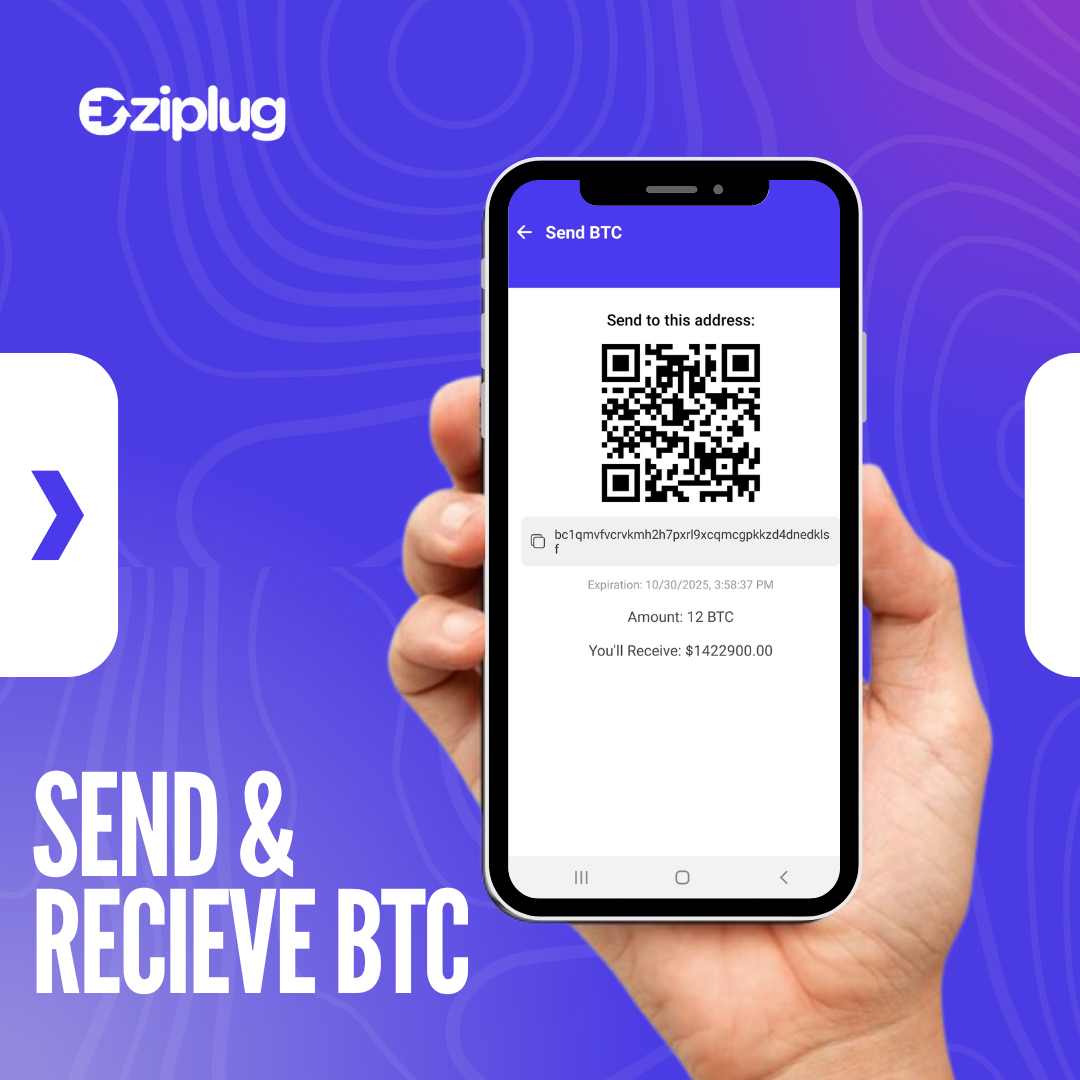 Eziplug
Send BTC
Send to this address:
bc1qmvfvcrvkmh2h7pxrl9xcqmcgpkkzd4dnedkls
f
Expiration: 10/30/2025, 3:58:37 PM
Amount: 12 BTC
You'll Receive: $1422900.00
SEND &
RECIEVE BTC